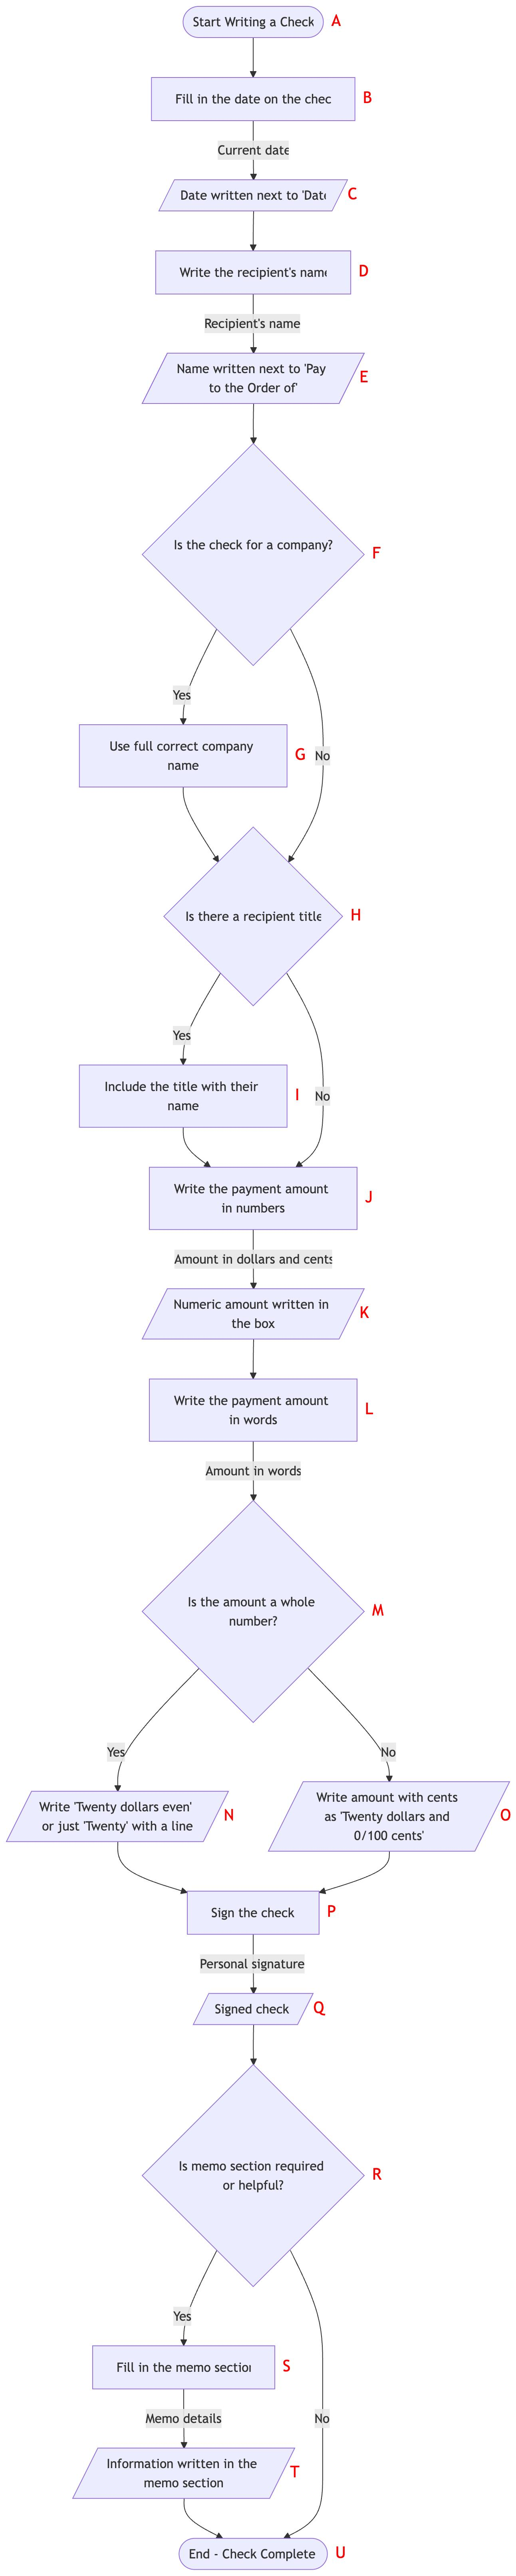 Start Writing a Check
A
Fill in the date on the chec
B
Current date
Date written next to 'Date
C
Write the recipient's name
D
Recipient's name
Name written next to 'Pay
to the Order of'
E
Is the check for a company?
F
Yes
Use full correct company
name
G
No
Is there a recipient title
H
Yes
Include the title with their
name
I
No
Write the payment amount
in numbers
J
Amount in dollars and cents
Numeric amount written in
the box
K
Write the payment amount
in words
L
Amount in words
Is the amount a whole
number?
M
Yes
No
Write 'Twenty dollars even'
or just 'Twenty' with a line
N
Write amount with cents
as 'Twenty dollars and
0/100 cents'
O
Sign the check
P
Personal signature
Signed check
Q
Is memo section required
or helpful?
R
Yes
Fill in the memo section
S
Memo details
No
Information written in the
memo section
T
End - Check Complete
U